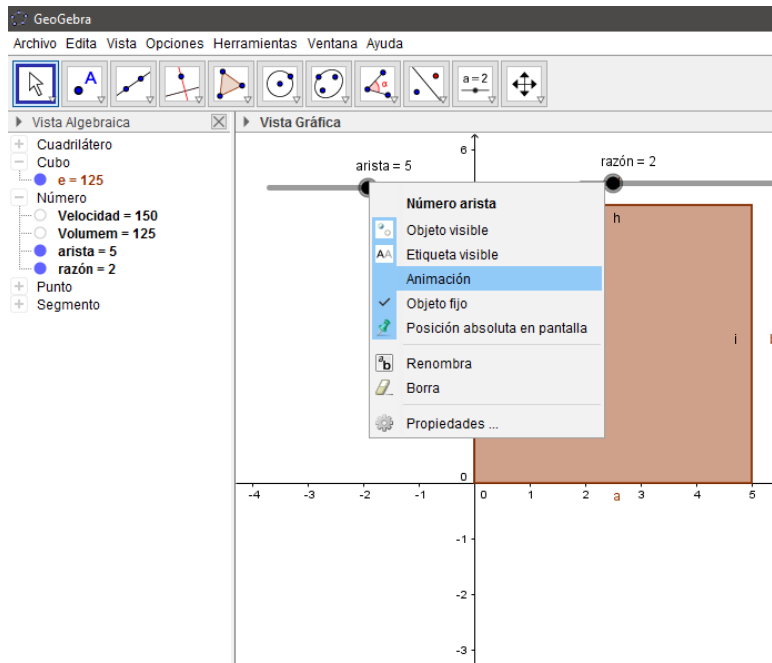 GeoGebra
Archivo Edita Vista Opciones Herramientas Ventana Ayuda
A
α
a=2
Vista Algebraica
Vista Gráfica
Cuadrilátero
Cubo
e = 125
Número
Velocidad = 150
Volumem = 125
arista = 5
razón = 2
Punto
Segmento
arista = 5
razón = 2
Número arista
Objeto visible
AA Etiqueta visible
Animación
Objeto fijo
Posición absoluta en pantalla
ab Renombra
Borra
Propiedades ...
h
i
a
6
0
-4 -3 -2 -1 0 1 2 3 4 5
-1
-2
-3